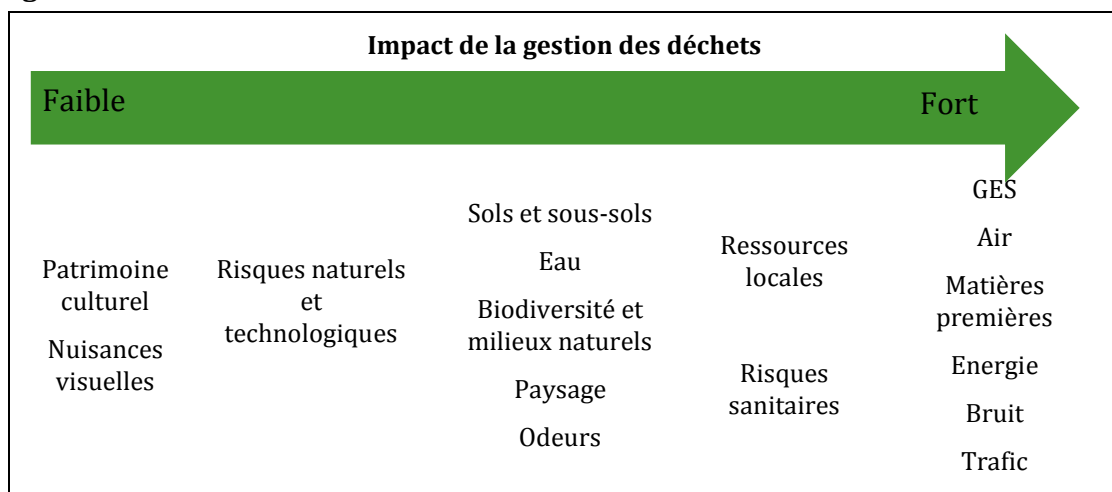 Impact de la gestion des déchets
Faible
Fort
Patrimoine
culturel
Nuisances
visuelles
Risques naturels
et
technologiques
Sols et sous-sols
Eau
Biodiversité et
milieux naturels
Paysage
Odeurs
Ressources
locales
Risques
sanitaires
GES
Air
Matières
premières
Energie
Bruit
Trafic